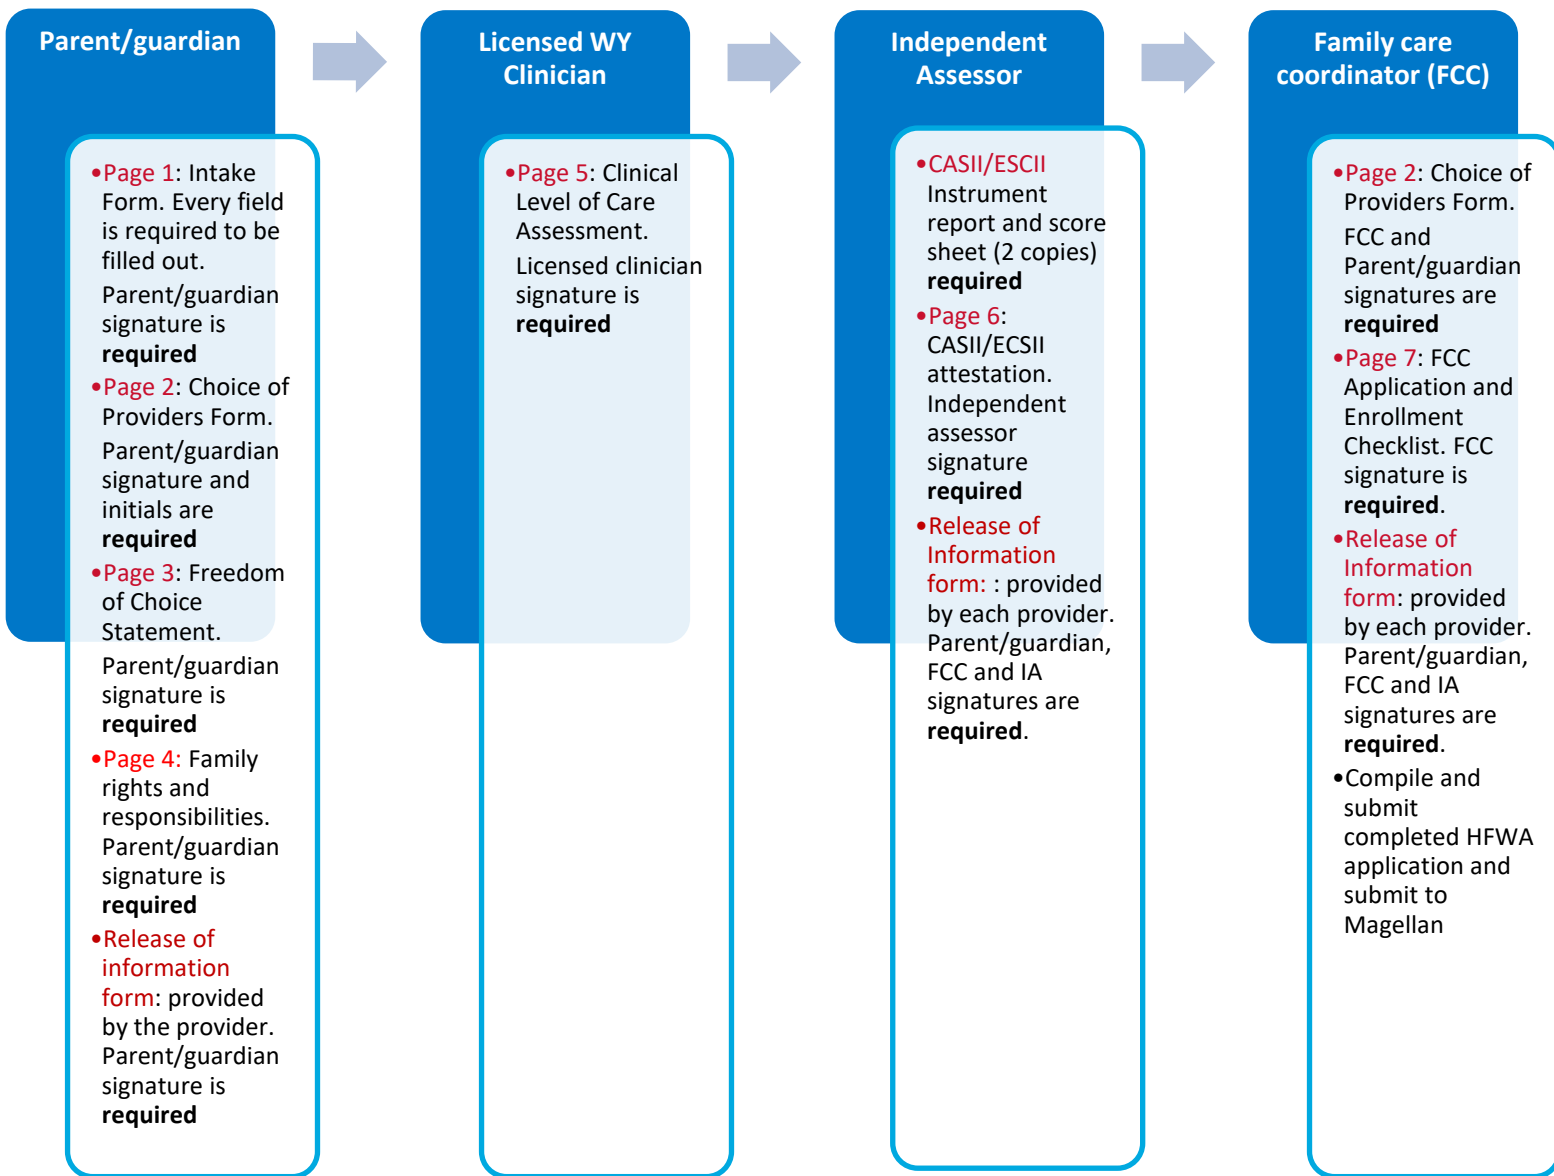 Parent/guardian
•Page 1: Intake
Form. Every field
is required to be
filled out.
Parent/guardian
signature is
required
•Page 2: Choice of
Providers Form.
Parent/guardian
signature and
initials are
required
•Page 3: Freedom
of Choice
Statement.
Parent/guardian
signature is
required
•Page 4: Family
rights and
responsibilities.
Parent/guardian
signature is
required
•Release of
information
form: provided
by the provider.
Parent/guardian
signature is
required
Licensed WY
Clinician
•Page 5: Clinical
Level of Care
Assessment.
Licensed clinician
signature is
required
Independent
Assessor
•CASII/ESCII
Instrument
report and score
sheet (2 copies)
required
•Page 6:
CASII/ECSII
attestation.
Independent
assessor
signature
required
•Release of
Information
form: : provided
by each provider.
Parent/guardian,
FCC and IA
signatures are
required.
Family care
coordinator (FCC)
•Page 2: Choice of
Providers Form.
FCC and
Parent/guardian
signatures are
required
•Page 7: FCC
Application and
Enrollment
Checklist. FCC
signature is
required.
•Release of
Information
form: provided
by each provider.
Parent/guardian,
FCC and IA
signatures are
required.
•Compile and
submit
completed HFWA
application and
submit to
Magellan